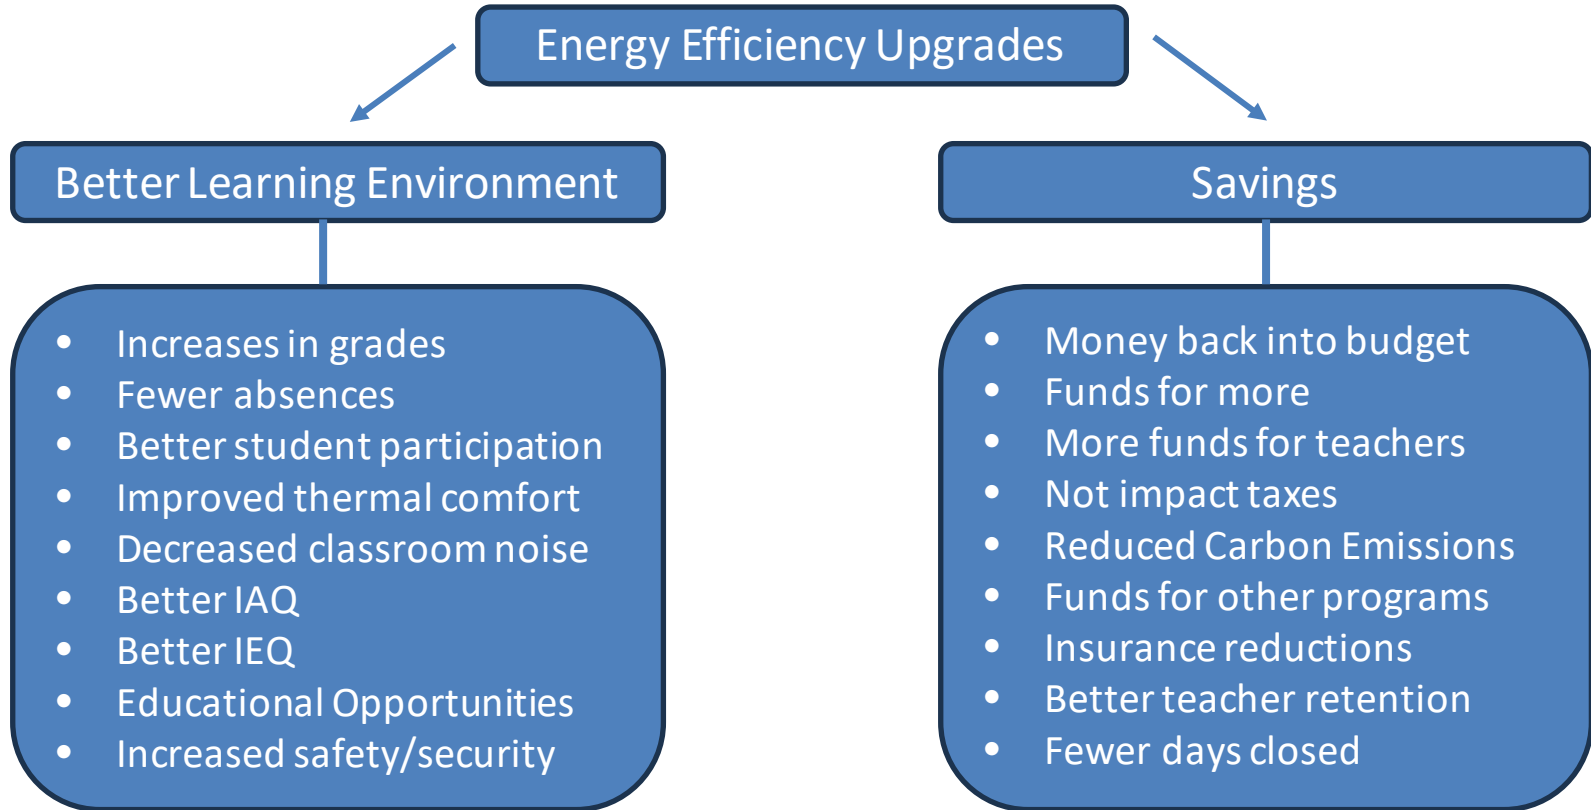 Energy Efficiency Upgrades
Better Learning Environment
• Increases in grades
• Fewer absences
• Better student participation
• Improved thermal comfort
• Decreased classroom noise
• Better IAQ
• Better IEQ
• Educational Opportunities
• Increased safety/security
Savings
• Money back into budget
• Funds for more
• More funds for teachers
• Not impact taxes
• Reduced Carbon Emissions
• Funds for other programs
• Insurance reductions
• Better teacher retention
• Fewer days closed